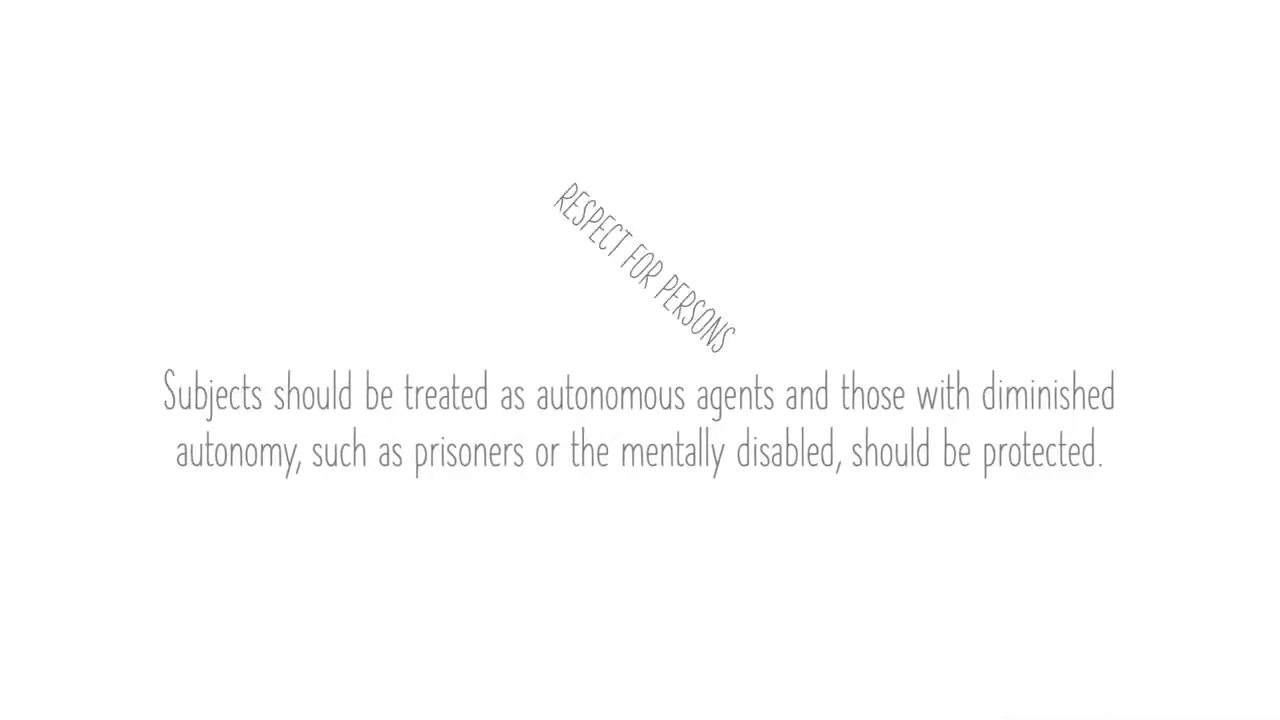 RESPECT FOR PERSONS
Subjects should be treated as autonomous agents and those with diminished
autonomy, such as prisoners or the mentally disabled, should be protected.